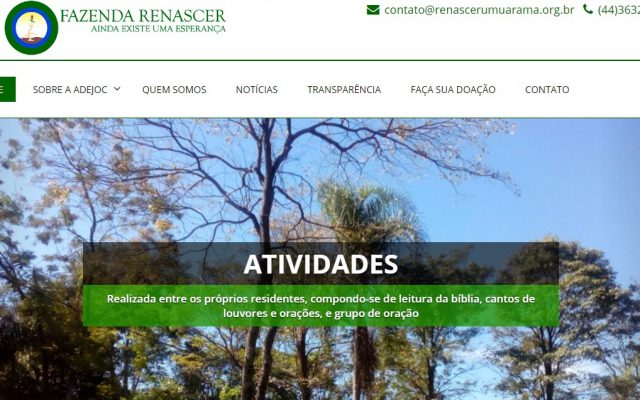 FAZENDA RENASCER
AINDA EXISTE UMA ESPERANÇA
contato@renascerumuarama.org.br (44)3632
SOBRE A ADEJOC QUEM SOMOS NOTÍCIAS TRANSPARÊNCIA FAÇA SUA DOAÇÃO CONTATO
ATIVIDADES
Realizada entre os próprios residentes, compondo-se de leitura da bíblia, cantos de
louvores e orações, e grupo de oração